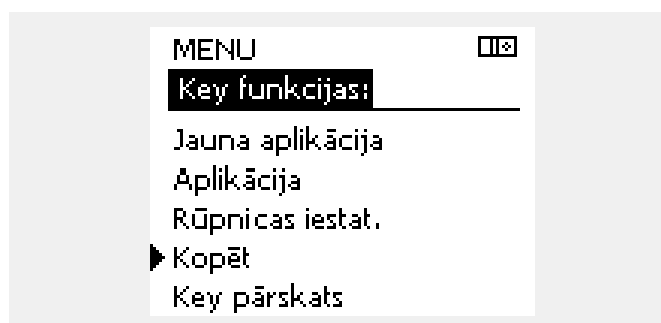 MENU
Key funkcijas:
Jauna aplikācija
Aplikācija
Rūpnicas iestat.
Kopēt
Key pārskats